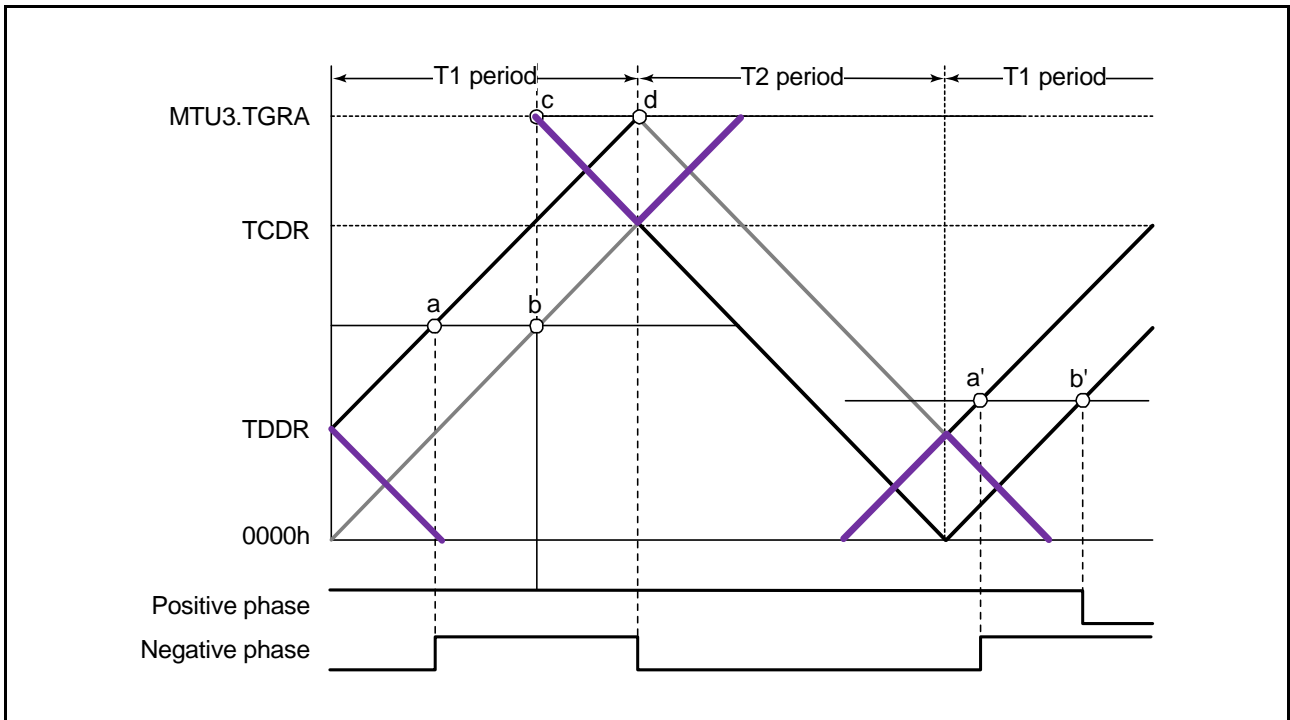 T1 period T2 period T1 period
MTU3.TGRA
c d
TCDR
a b
a' b'
TDDR
0000h
Positive phase
Negative phase